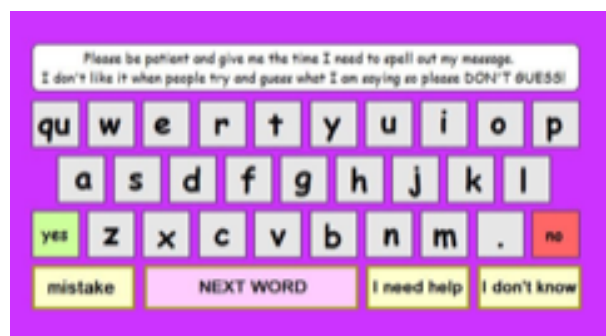 Please be patient and give me the time I need to spell out my message.
I don't like it when people try and guess what I am saying so please DON'T GUESS!
qu w e r t y u i o p
a s d f g h j k l
yes z x c v b n m . no
mistake NEXT WORD I need help I don't know